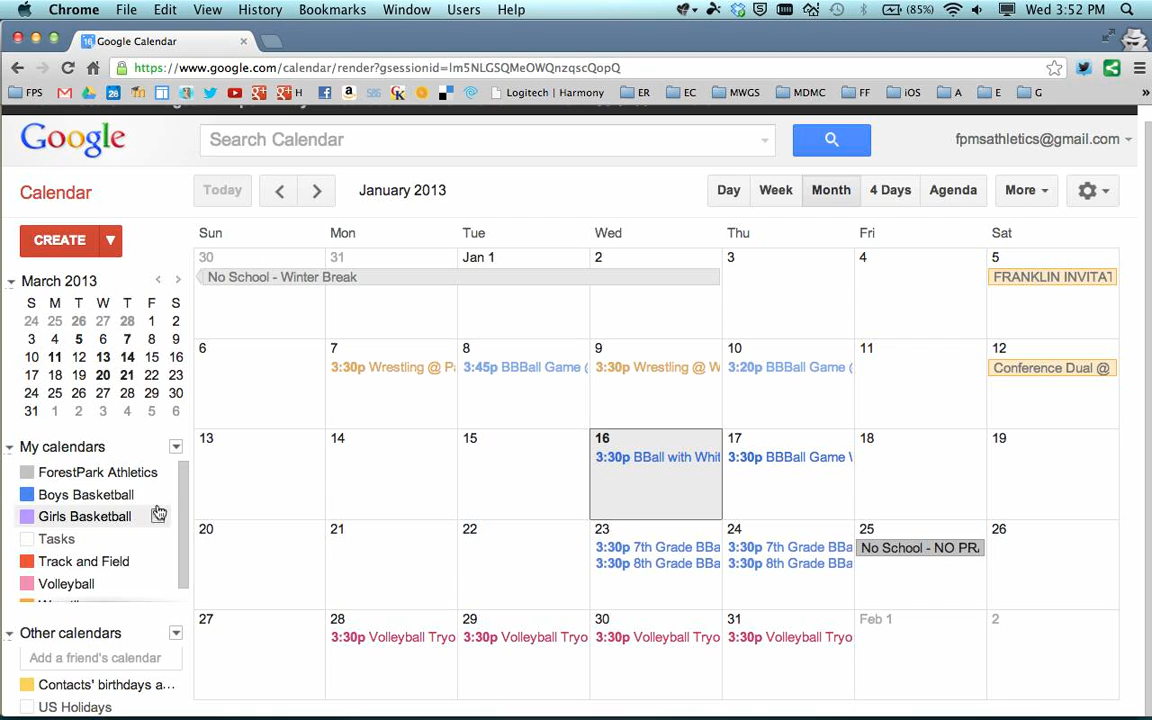 Chrome File Edit View History Bookmarks Window Users Help (85%) Wed 3:52 PM
16 Google Calendar
https://www.google.com/calendar/render?gsessionid=lm5NLGSQMeOWQnzqscQopQ
FPS 28 H SBS Logitech | Harmony ER EC MWGS MDMC FF iOS A E G
Google Search Calendar fpmsathletics@gmail.com
Calendar Today January 2013 Day Week Month 4 Days Agenda More
CREATE
March 2013
S M T W T F S
24 25 26 27 28 1 2
3 4 5 6 7 8 9
10 11 12 13 14 15 16
17 18 19 20 21 22 23
24 25 26 27 28 29 30
31 1 2 3 4 5 6
My calendars
ForestPark Athletics
Boys Basketball
Girls Basketball
Tasks
Track and Field
Volleyball
Other calendars
Add a friend's calendar
Contacts' birthdays a...
US Holidays
Sun Mon Tue Wed Thu Fri Sat
30 31 Jan 1 2 3 4 5
No School - Winter Break FRANKLIN INVITAT
6 7 8 9 10 11 12
3:30p Wrestling @ Pa 3:45p BBBall Game ( 3:30p Wrestling @ W 3:20p BBBall Game ( Conference Dual @
13 14 15 16 17 18 19
3:30p BBall with Whit 3:30p BBBall Game V
20 21 22 23 24 25 26
3:30p 7th Grade BBa 3:30p 7th Grade BBa No School - NO PR
3:30p 8th Grade BBa 3:30p 8th Grade BBa
27 28 29 30 31 Feb 1 2
3:30p Volleyball Tryo 3:30p Volleyball Tryo 3:30p Volleyball Tryo 3:30p Volleyball Tryo